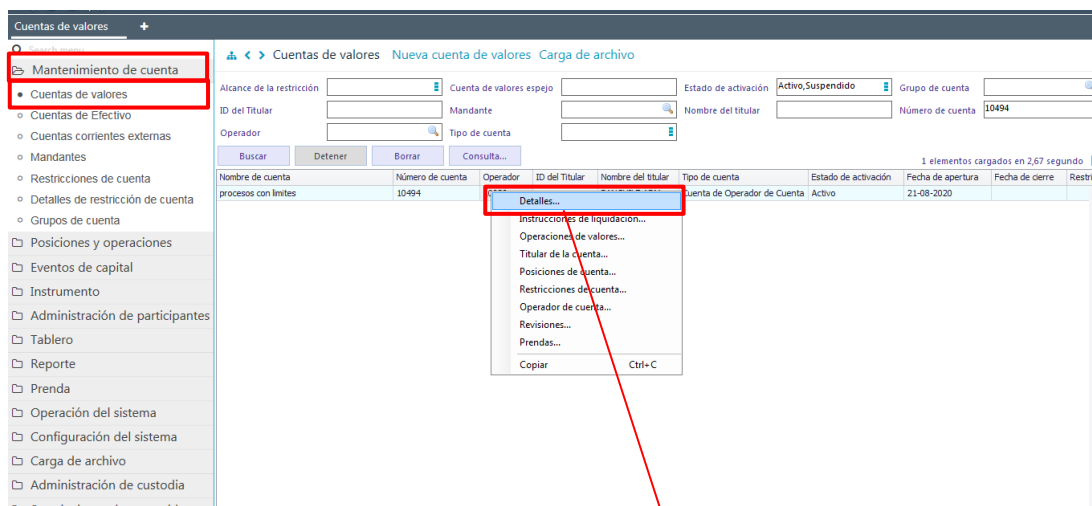 Cuentas de valores +
Search menu
Mantenimiento de cuenta
Cuentas de valores
Cuentas de Efectivo
Cuentas corrientes externas
Mandantes
Restricciones de cuenta
Detalles de restricción de cuenta
Grupos de cuenta
Posiciones y operaciones
Eventos de capital
Instrumento
Administración de participantes
Tablero
Reporte
Prenda
Operación del sistema
Configuración del sistema
Carga de archivo
Administración de custodia
< > Cuentas de valores Nueva cuenta de valores Carga de archivo
Alcance de la restricción Cuenta de valores espejo Estado de activación Activo,Suspendido Grupo de cuenta
ID del Titular Mandante Nombre del titular Número de cuenta 10494
Operador Tipo de cuenta
Buscar Detener Borrar Consulta...
1 elementos cargados en 2,67 segundo
Nombre de cuenta Número de cuenta Operador ID del Titular Nombre del titular Tipo de cuenta Estado de activación Fecha de apertura Fecha de cierre Restri
procesos con limites 10494 Cuenta de Operador de Cuenta Activo 21-08-2020
Detalles...
Instrucciones de liquidación...
Operaciones de valores...
Titular de la cuenta...
Posiciones de cuenta...
Restricciones de cuenta...
Operador de cuenta...
Revisiones...
Prendas...
Copiar Ctrl+C